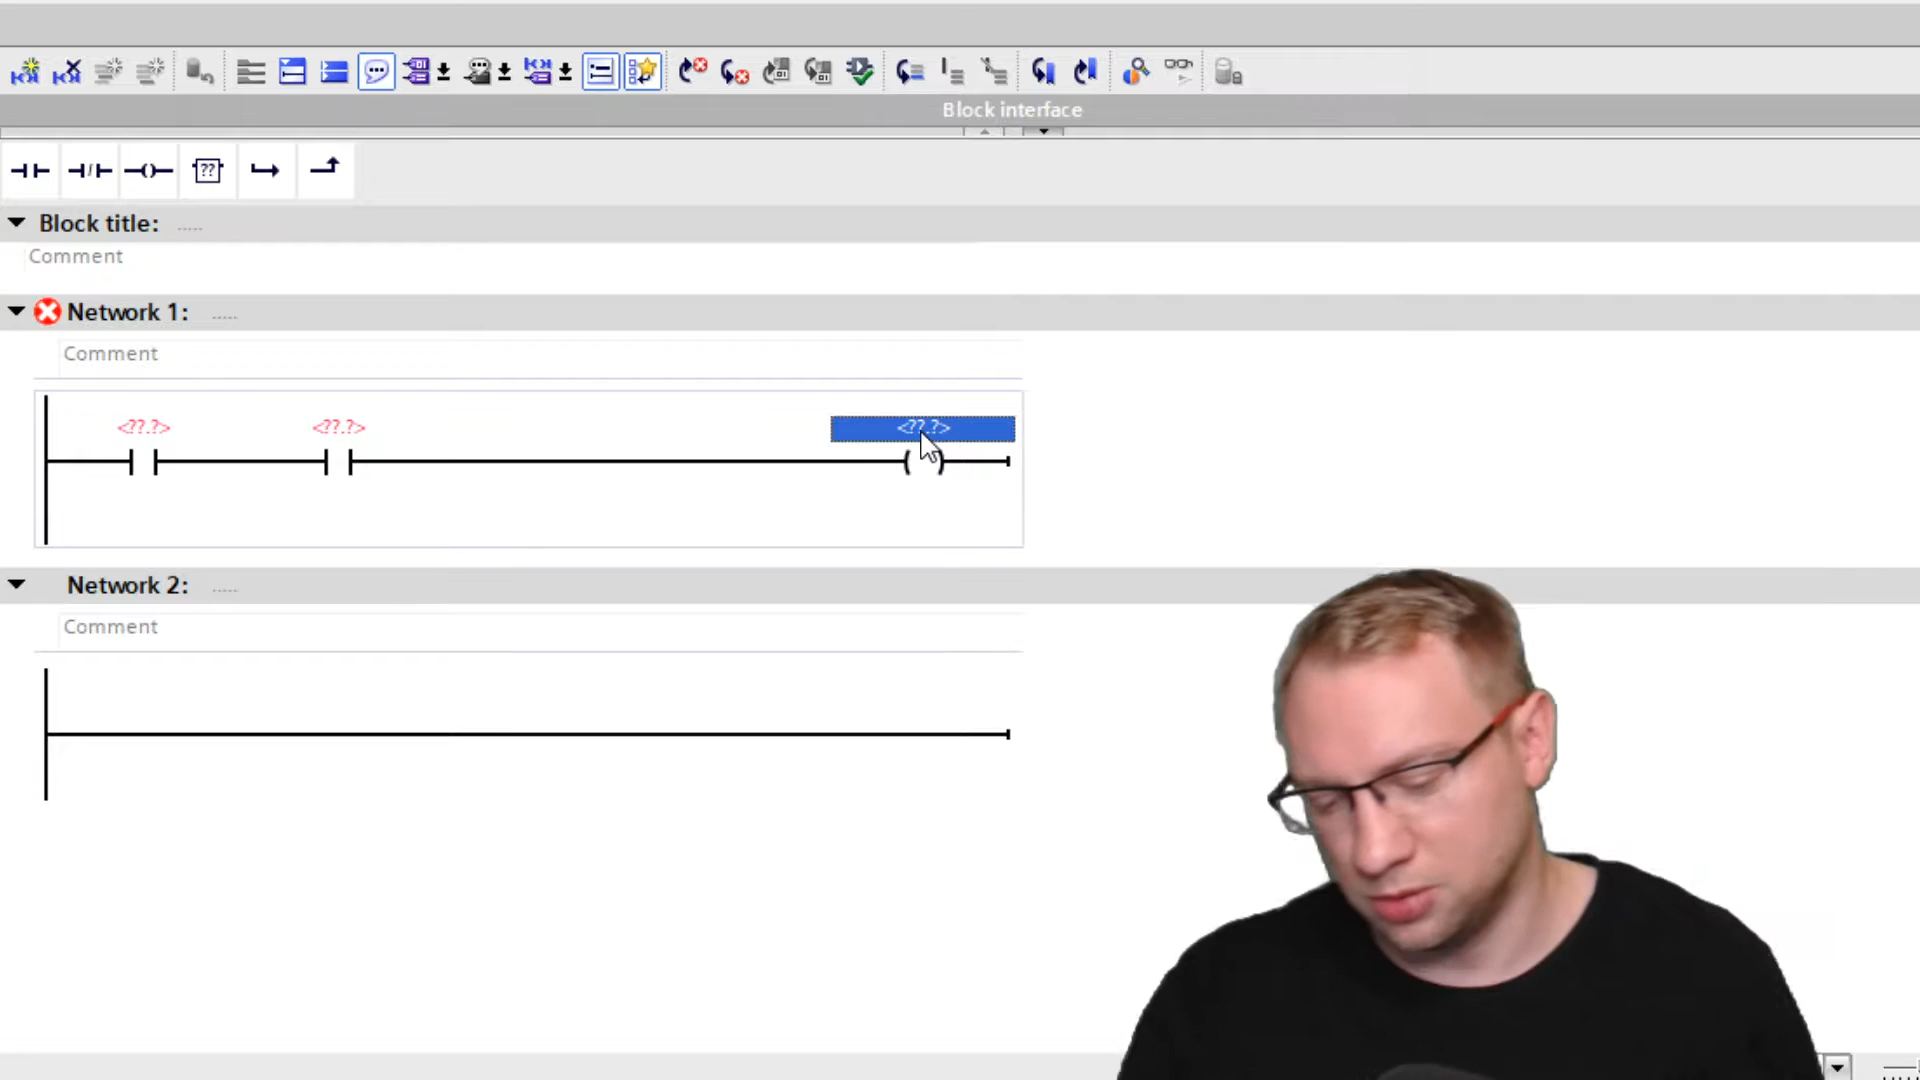 Block interface
??
Block title: .....
Comment
Network 1: .....
Comment
<??.?> <??.?> <??.?>
Network 2: .....
Comment